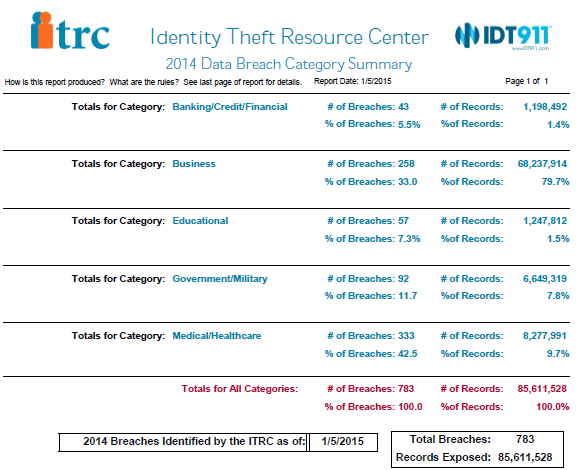 itrc Identity Theft Resource Center IDT911
www.IDT911.com
2014 Data Breach Category Summary
How is this report produced? What are the rules? See last page of report for details. Report Date: 1/5/2015 Page 1 of 1
Totals for Category: Banking/Credit/Financial # of Breaches: 43 # of Records: 1,198,492
% of Breaches: 5.5% %of Records: 1.4%
Totals for Category: Business # of Breaches: 258 # of Records: 68,237,914
% of Breaches: 33.0 %of Records: 79.7%
Totals for Category: Educational # of Breaches: 57 # of Records: 1,247,812
% of Breaches: 7.3% %of Records: 1.5%
Totals for Category: Government/Military # of Breaches: 92 # of Records: 6,649,319
% of Breaches: 11.7 %of Records: 7.8%
Totals for Category: Medical/Healthcare # of Breaches: 333 # of Records: 8,277,991
% of Breaches: 42.5 %of Records: 9.7%
Totals for All Categories: # of Breaches: 783 # of Records: 85,611,528
% of Breaches: 100.0 %of Records: 100.0%
2014 Breaches Identified by the ITRC as of: 1/5/2015 Total Breaches: 783
Records Exposed: 85,611,528